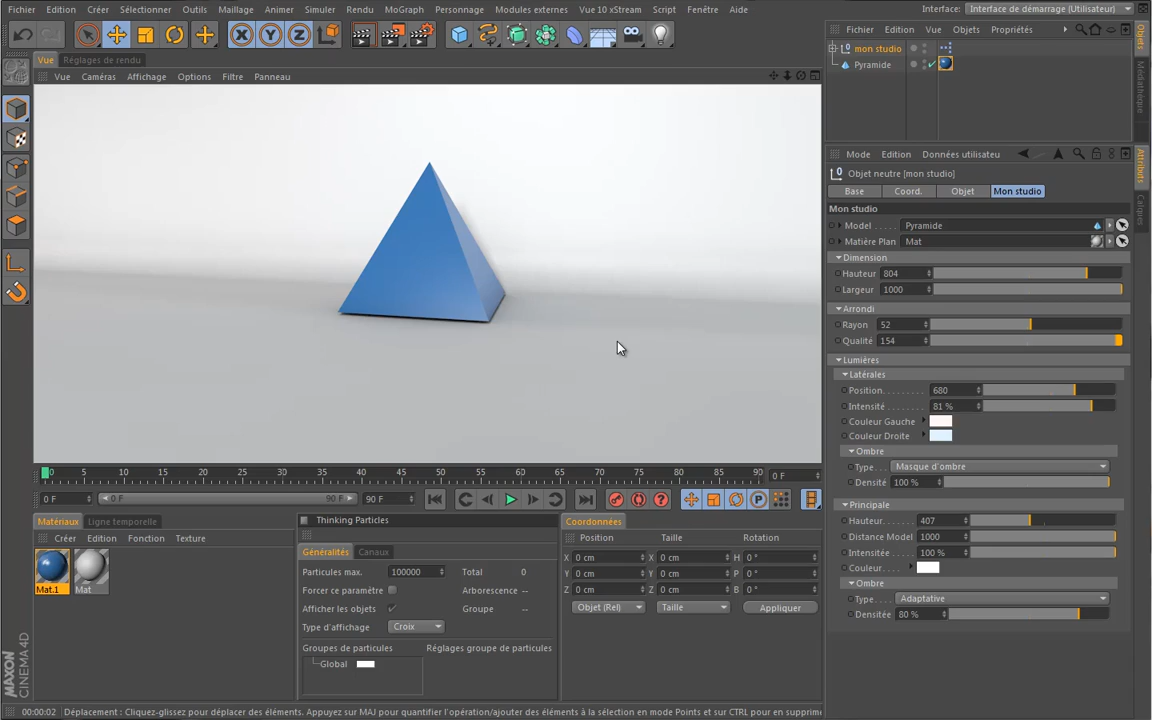 Fichier Edition Créer Sélectionner Outils Maillage Animer Simuler Rendu MoGraph Personnage Modules externes Vue 10 xStream Script Fenêtre Aide Interface: Interface de démarrage (Utilisateur)
X Y Z
Vue Réglages de rendu
Vue Caméras Affichage Options Filtre Panneau
0 5 10 15 20 25 30 35 40 45 50 55 60 65 70 75 80 85 90 0 F
0 F 0 F 90 F 90 F
Matériaux Ligne temporelle
Créer Edition Fonction Texture
Mat.1 Mat
Thinking Particles
Généralités Canaux
Particules max. 100000 Total 0
Forcer ce paramètre Arborescence --
Afficher les objets Groupe --
Type d'affichage Croix
Groupes de particules Réglages groupe de particules
Global
Coordonnées
Position Taille Rotation
X 0 cm X 0 cm H 0 °
Y 0 cm Y 0 cm P 0 °
Z 0 cm Z 0 cm B 0 °
Objet (Rel) Taille Appliquer
00:00:02 Déplacement : Cliquez-glissez pour déplacer des éléments. Appuyez sur MAJ pour quantifier l'opération/ajouter des éléments à la sélection en mode Points et sur CTRL pour en supprime
MAXON
CINEMA 4D
Fichier Edition Vue Objets Propriétés
mon studio
Pyramide
Objets
Médiathèque
Mode Edition Données utilisateu
Objet neutre [mon studio]
Base Coord. Objet Mon studio
Attributs
Calques
Mon studio
Model ..... Pyramide
Matiére Plan Mat
Dimension
Hauteur 804
Largeur 1000
Arrondi
Rayon 52
Qualité 154
Lumières
Latérales
Position........ 680
Intensité....... 81 %
Couleur Gauche
Couleur Droite
Ombre
Type.... Masque d'ombre
Densité 100 %
Principale
Hauteur....... 407
Distance Model 1000
Intensitée..... 100 %
Couleur....
Ombre
Type..... Adaptative
Densitée 80 %